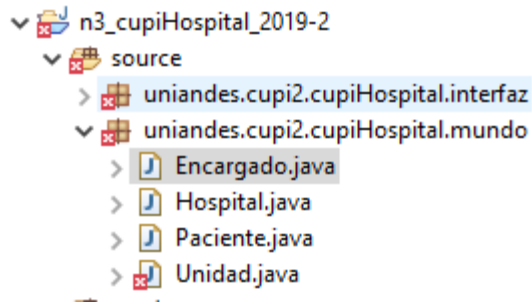 n3_cupiHospital_2019-2
source
uniandes.cupi2.cupiHospital.interfaz
uniandes.cupi2.cupiHospital.mundo
Encargado.java
Hospital.java
Paciente.java
Unidad.java